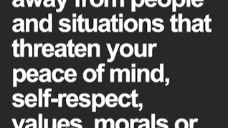 away from people
and situations that
threaten your
peace of mind,
self-respect,
values, morals or